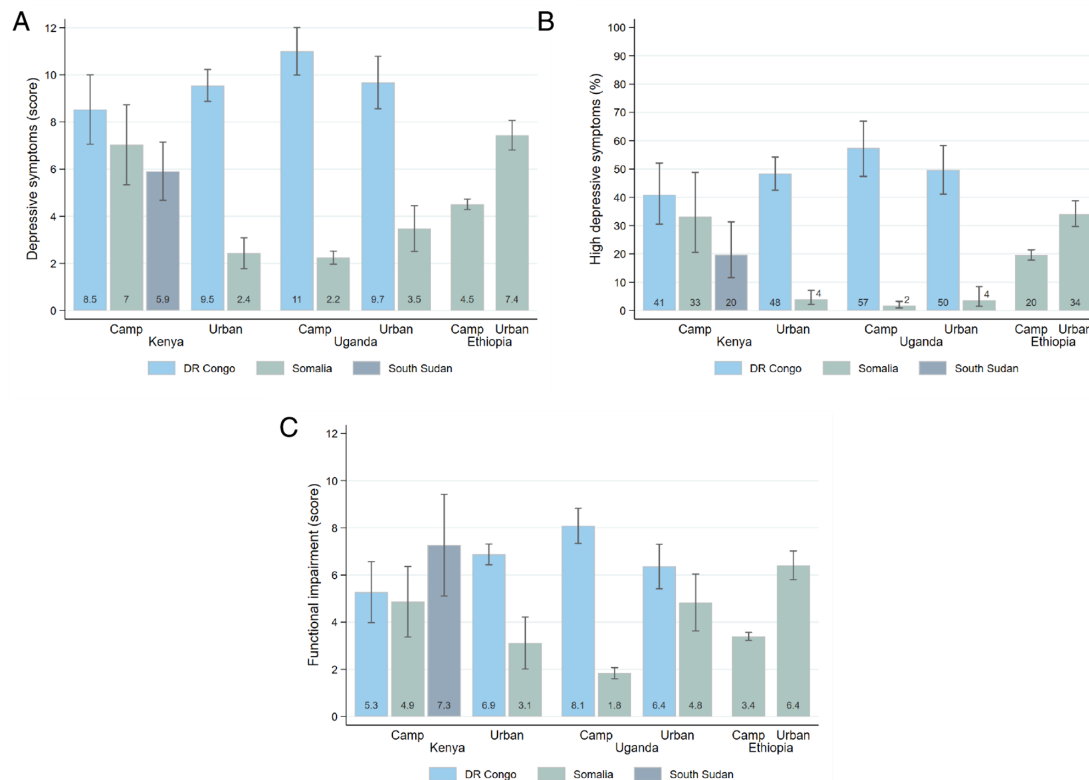 A
Depressive symptoms (score)
12
10
8
6
4
2
0
8.5 7 5.9 9.5 2.4 11 2.2 9.7 3.5 4.5 7.4
Camp Urban Camp Urban Camp Urban
Kenya Uganda Ethiopia
DR Congo Somalia South Sudan
B
High depressive symptoms (%)
100
90
80
70
60
50
40
30
20
10
0
41 33 20 48 4 57 2 50 4 20 34
Camp Urban Camp Urban Camp Urban
Kenya Uganda Ethiopia
DR Congo Somalia South Sudan
C
Functional impairment (score)
12
10
8
6
4
2
0
5.3 4.9 7.3 6.9 3.1 8.1 1.8 6.4 4.8 3.4 6.4
Camp Urban Camp Urban Camp Urban
Kenya Uganda Ethiopia
DR Congo Somalia South Sudan